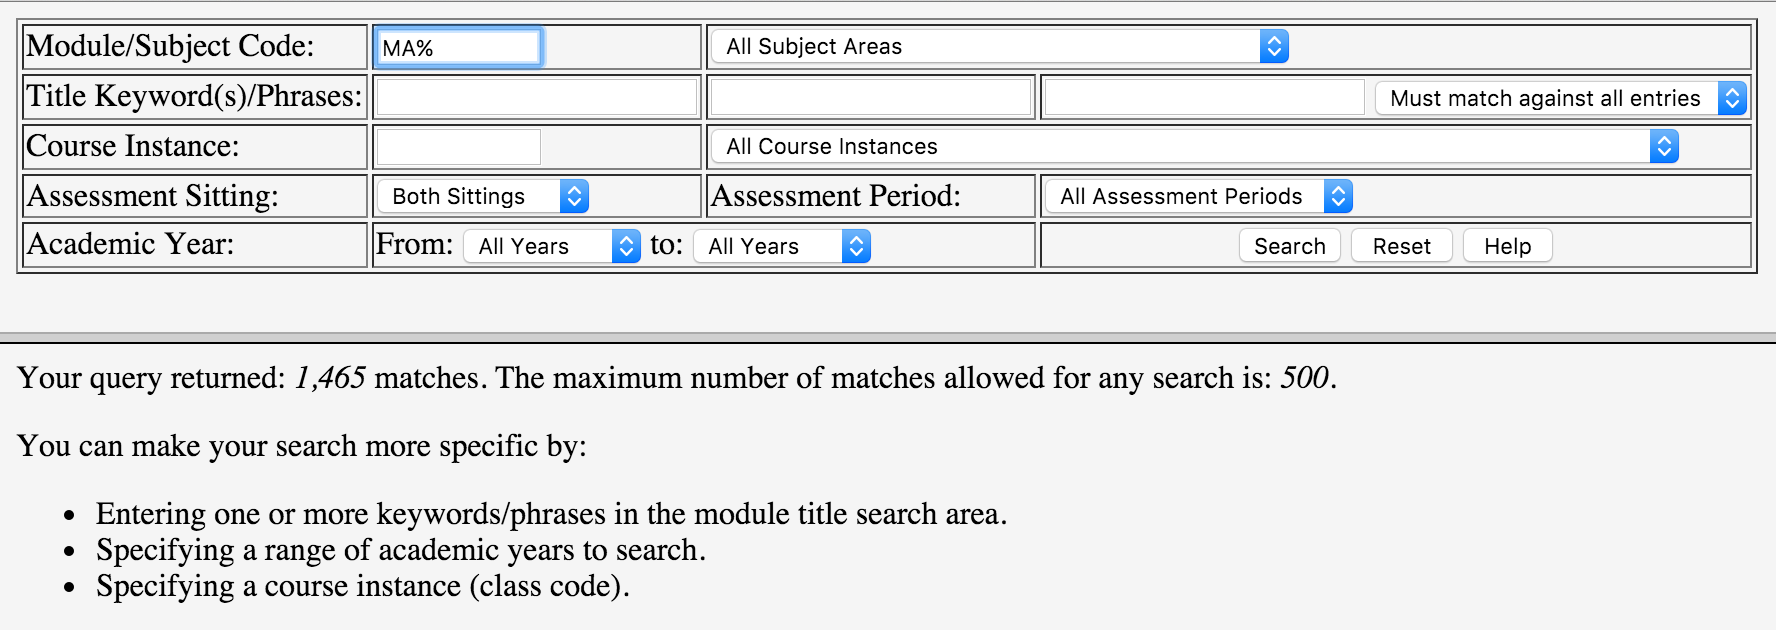 Module/Subject Code: MA% All Subject Areas
Title Keyword(s)/Phrases: Must match against all entries
Course Instance: All Course Instances
Assessment Sitting: Both Sittings Assessment Period: All Assessment Periods
Academic Year: From: All Years to: All Years Search Reset Help
Your query returned: 1,465 matches. The maximum number of matches allowed for any search is: 500.
You can make your search more specific by:
• Entering one or more keywords/phrases in the module title search area.
• Specifying a range of academic years to search.
• Specifying a course instance (class code).